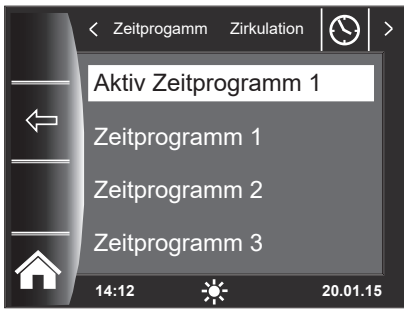 Zeitprogamm Zirkulation
Aktiv Zeitprogramm 1
Zeitprogramm 1
Zeitprogramm 2
Zeitprogramm 3
14:12 20.01.15